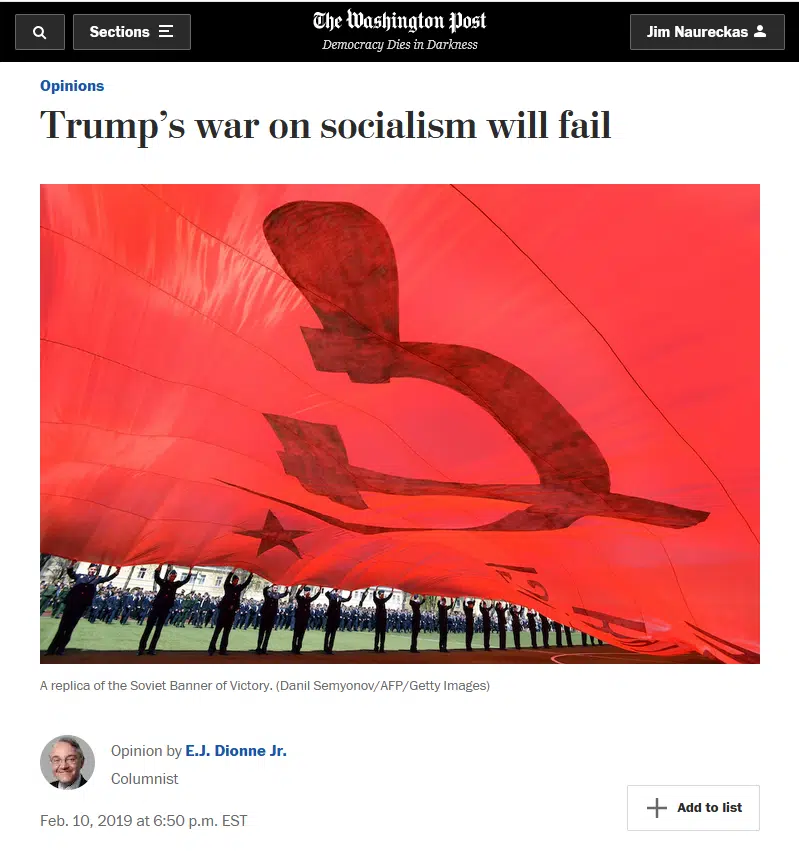 Sections
The Washington Post
Democracy Dies in Darkness
Jim Naureckas
Opinions
Trump’s war on socialism will fail
A replica of the Soviet Banner of Victory. (Danil Semyonov/AFP/Getty Images)
Opinion by E.J. Dionne Jr.
Columnist
Feb. 10, 2019 at 6:50 p.m. EST
Add to list